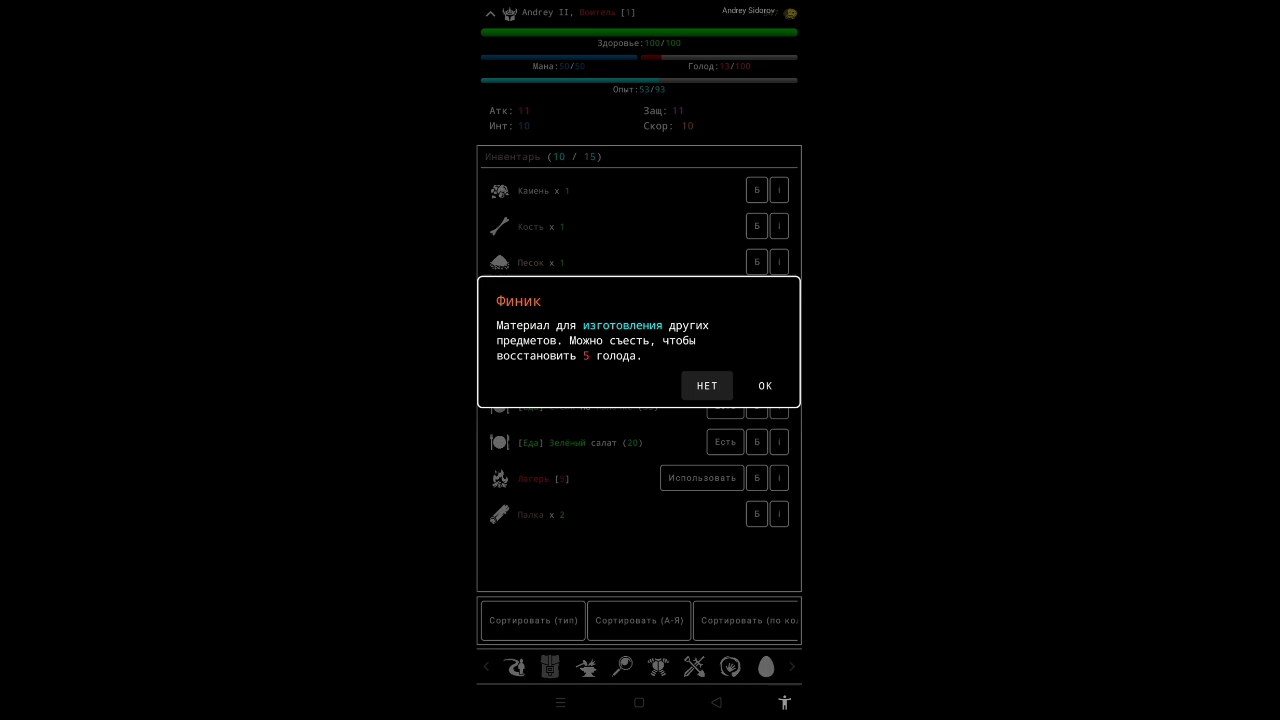 Andrey II, Воитель [1]
Andrey Sidorov
Здоровье:100/100
Мана:50/50
Голод:13/100
Опыт:53/93
Атк: 11
Защ: 11
Инт: 10
Скор: 10
Инвентарь (10 / 15)
Камень x 1
Б
i
Кость x 1
Б
i
Песок x 1
Б
i
Финик
Материал для изготовления других
предметов. Можно съесть, чтобы
восстановить 5 голода.
НЕТ
ОК
[Еда] Зелёный салат (20)
Есть
Б
i
Лагерь [5]
Использовать
Б
i
Палка x 2
Б
i
Сортировать (тип)
Сортировать (А-Я)
Сортировать (по кол